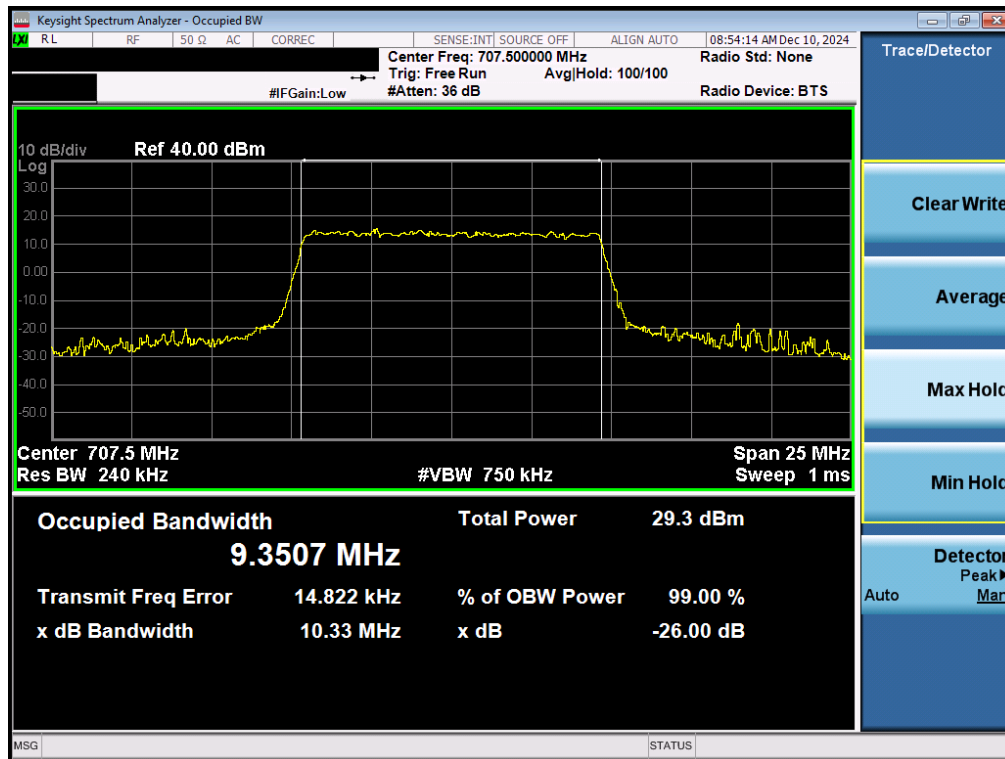 Keysight Spectrum Analyzer - Occupied BW
LXI RL RF 50 Ω AC CORREC SENSE:INT SOURCE OFF ALIGN AUTO 08:54:14 AM Dec 10, 2024
Center Freq: 707.500000 MHz Radio Std: None
Trig: Free Run Avg|Hold: 100/100
#IFGain:Low #Atten: 36 dB Radio Device: BTS
Trace/Detector
10 dB/div Ref 40.00 dBm
Log
30.0
20.0
10.0
0.00
-10.0
-20.0
-30.0
-40.0
-50.0
Center 707.5 MHz Span 25 MHz
Res BW 240 kHz #VBW 750 kHz Sweep 1 ms
Occupied Bandwidth Total Power 29.3 dBm
9.3507 MHz
Transmit Freq Error 14.822 kHz % of OBW Power 99.00 %
x dB Bandwidth 10.33 MHz x dB -26.00 dB
Clear Write
Average
Max Hold
Min Hold
Detector
Peak
Auto Man
MSG STATUS